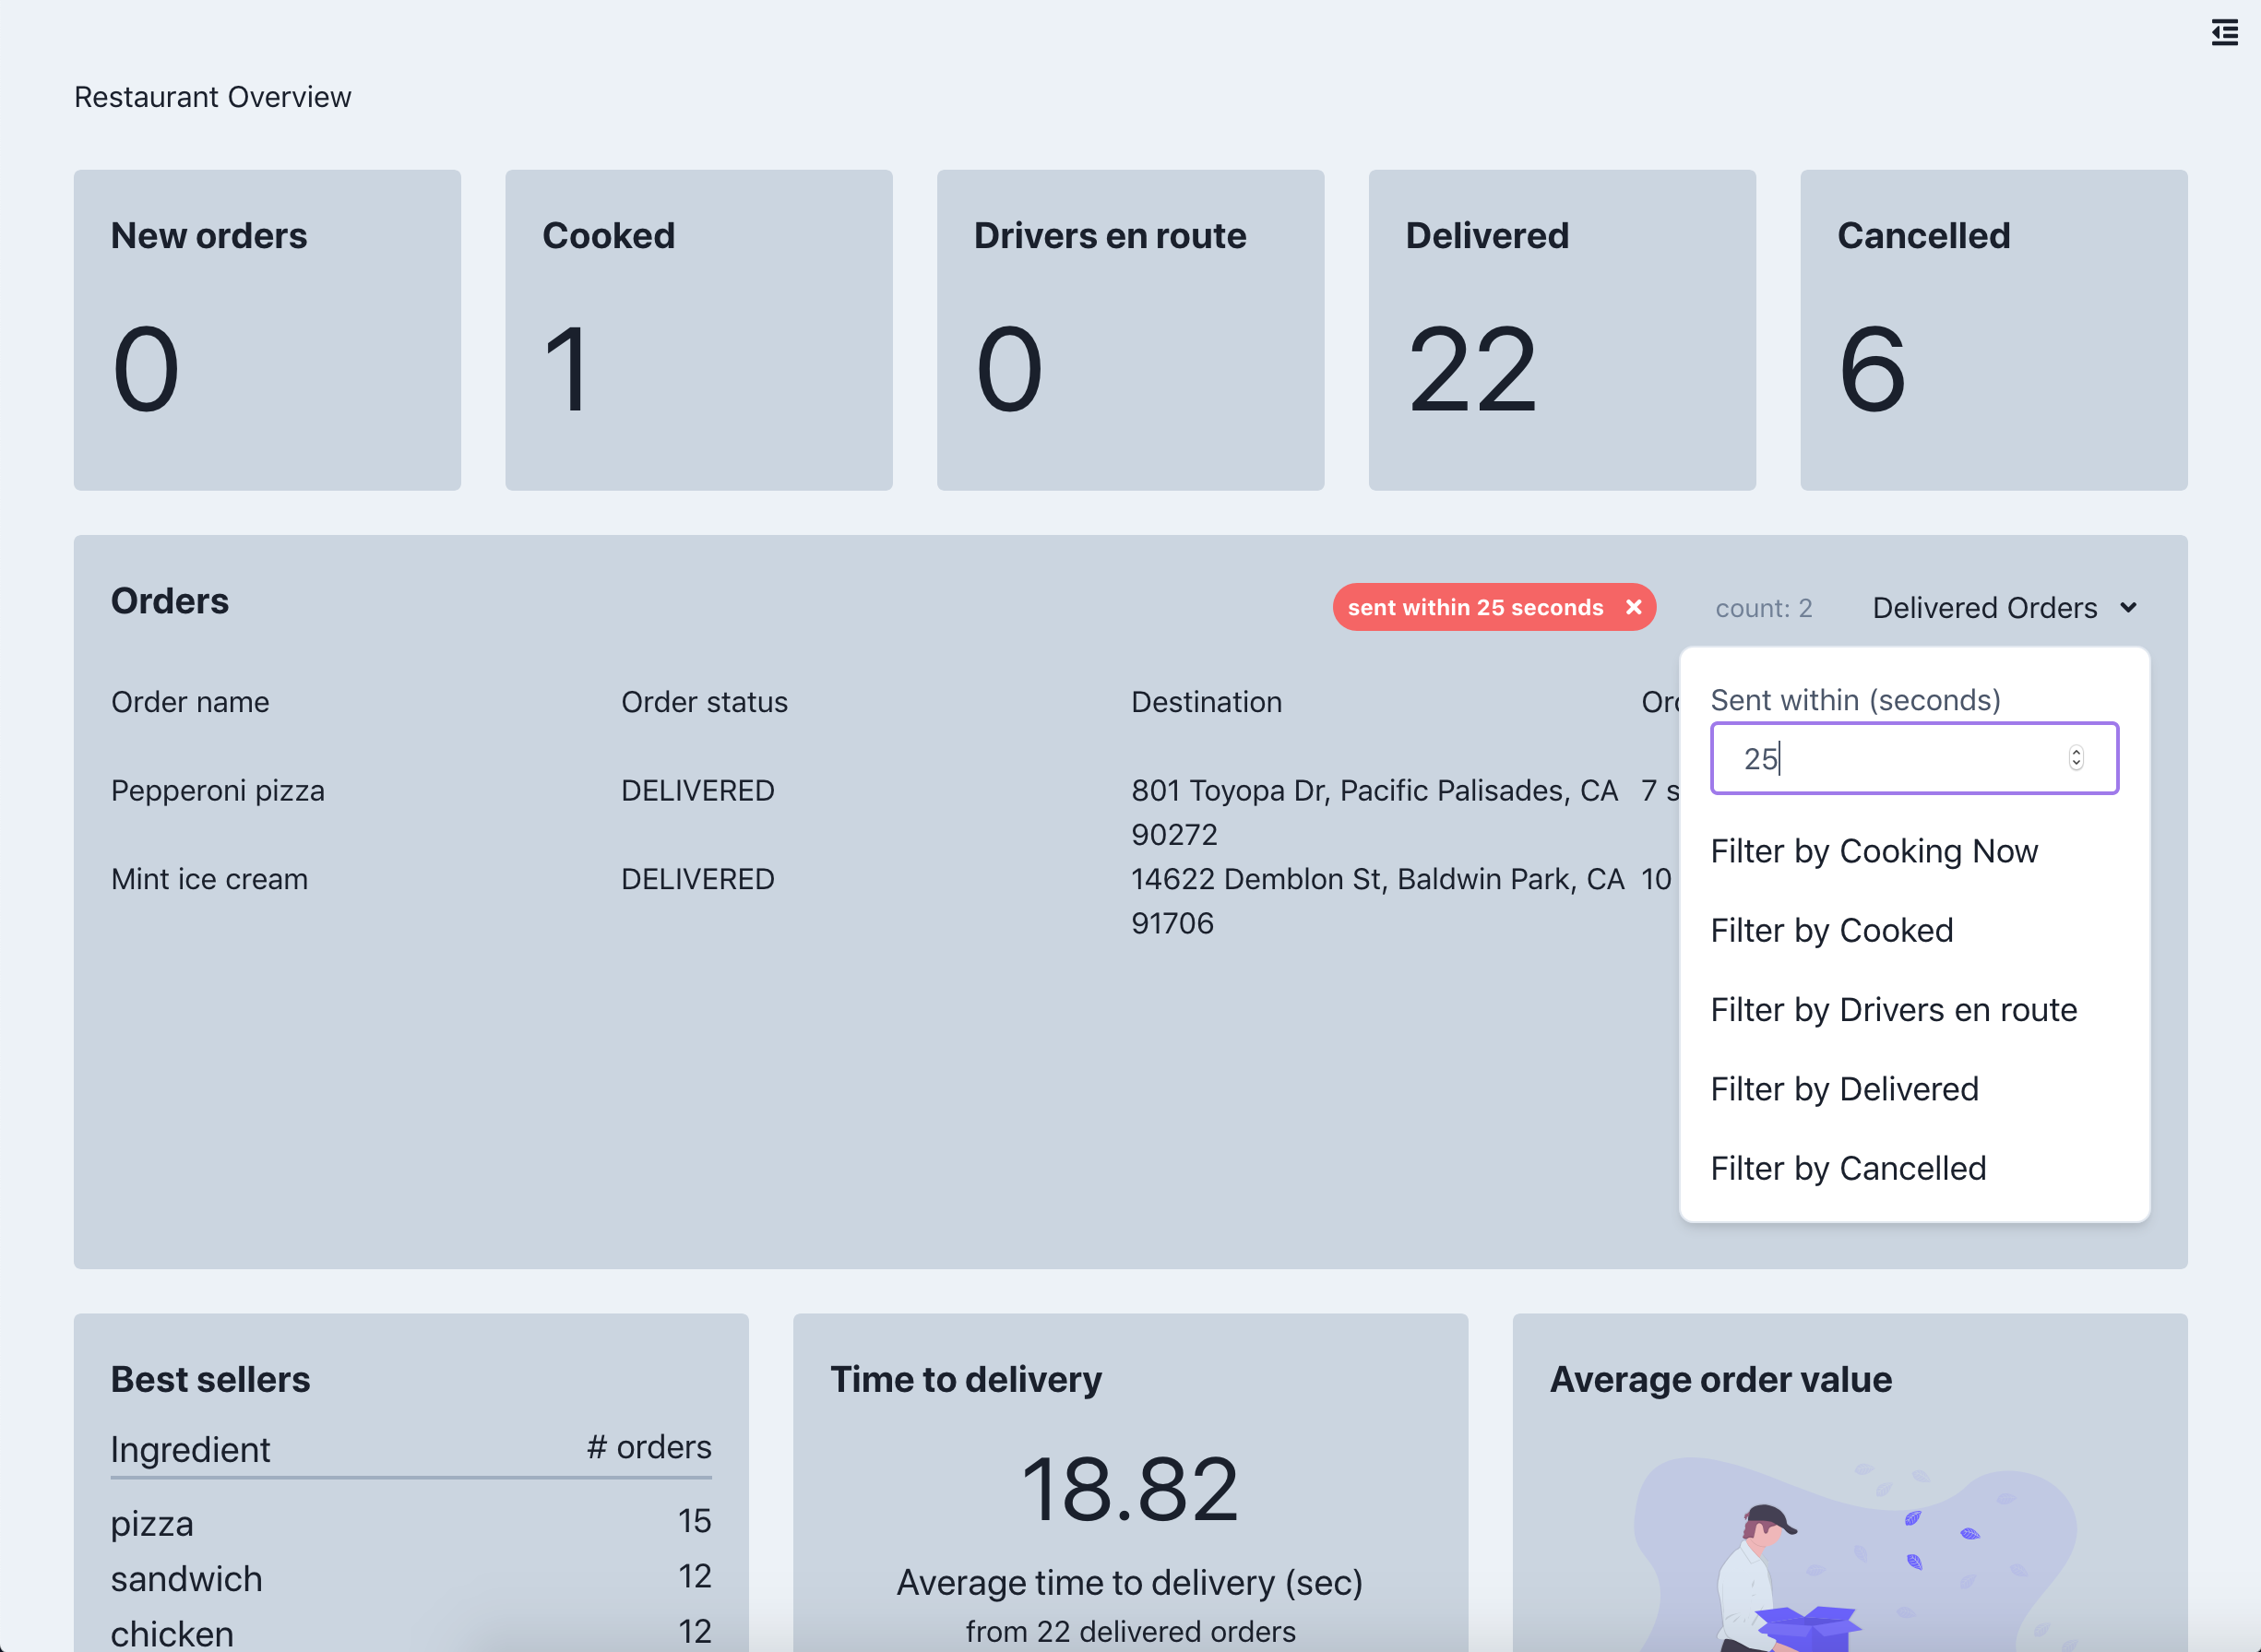 Restaurant Overview
New orders
0
Cooked
1
Drivers en route
0
Delivered
22
Cancelled
6
Orders
sent within 25 seconds
count: 2
Delivered Orders
Order name
Order status
Destination
Pepperoni pizza
DELIVERED
801 Toyopa Dr, Pacific Palisades, CA
90272
7 s
Mint ice cream
DELIVERED
14622 Demblon St, Baldwin Park, CA
91706
10
Sent within (seconds)
25
Filter by Cooking Now
Filter by Cooked
Filter by Drivers en route
Filter by Delivered
Filter by Cancelled
Best sellers
Ingredient # orders
pizza 15
sandwich 12
chicken 12
Time to delivery
18.82
Average time to delivery (sec)
from 22 delivered orders
Average order value